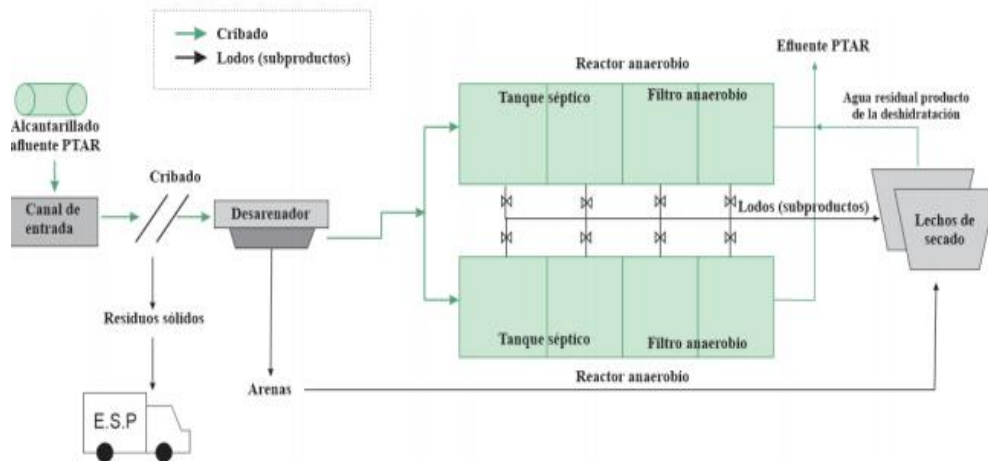 Cribado
Lodos (subproductos)
Alcantarillado
afluente PTAR
Canal de
entrada
Cribado
Desarenador
Residuos sólidos
E.S.P
Arenas
Reactor anaerobio
Tanque séptico
Filtro anaerobio
Efluente PTAR
Agua residual producto
de la deshidratación
Lodos (subproductos)
Lechos de
secado
Tanque séptico
Filtro anaerobio
Reactor anaerobio